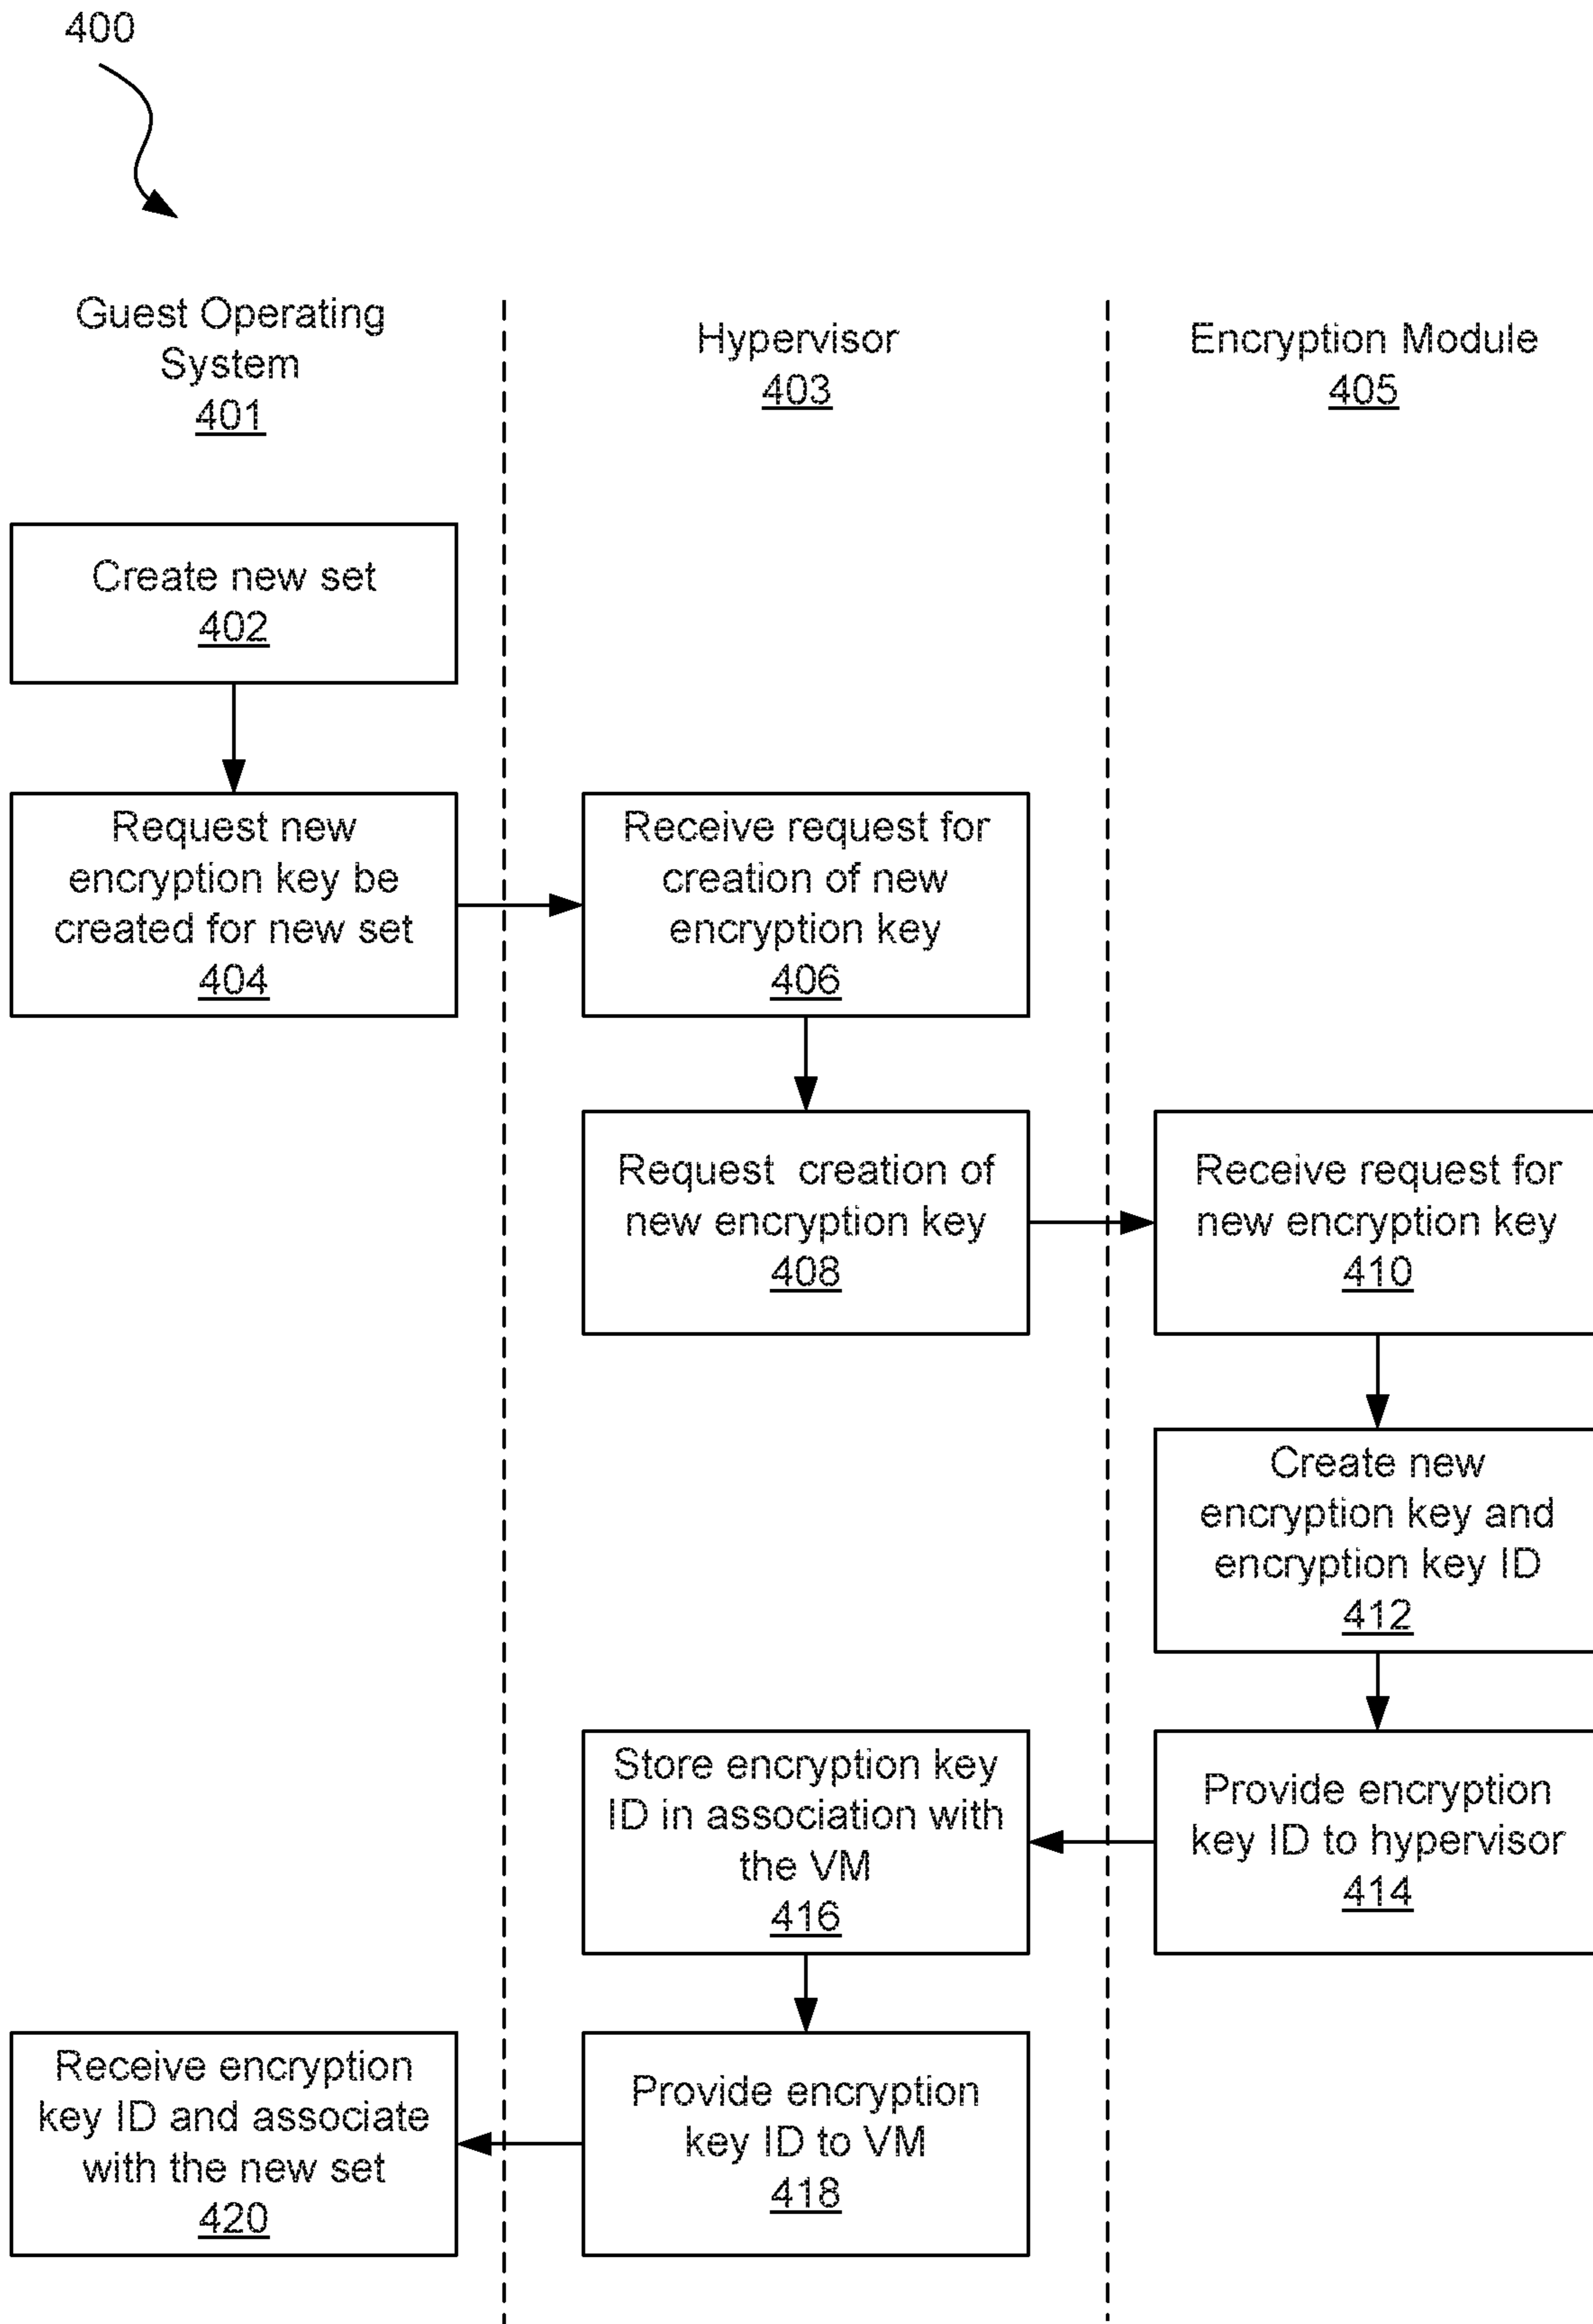 400
Guest Operating
System
401
Hypervisor
403
Encryption Module
405
Create new set
402
Request new
encryption key be
created for new set
404
Receive request for
creation of new
encryption key
406
Request creation of
new encryption key
408
Receive request for
new encryption key
410
Create new
encryption key and
encryption key ID
412
Provide encryption
key ID to hypervisor
414
Store encryption key
ID in association with
the VM
416
Provide encryption
key ID to VM
418
Receive encryption
key ID and associate
with the new set
420